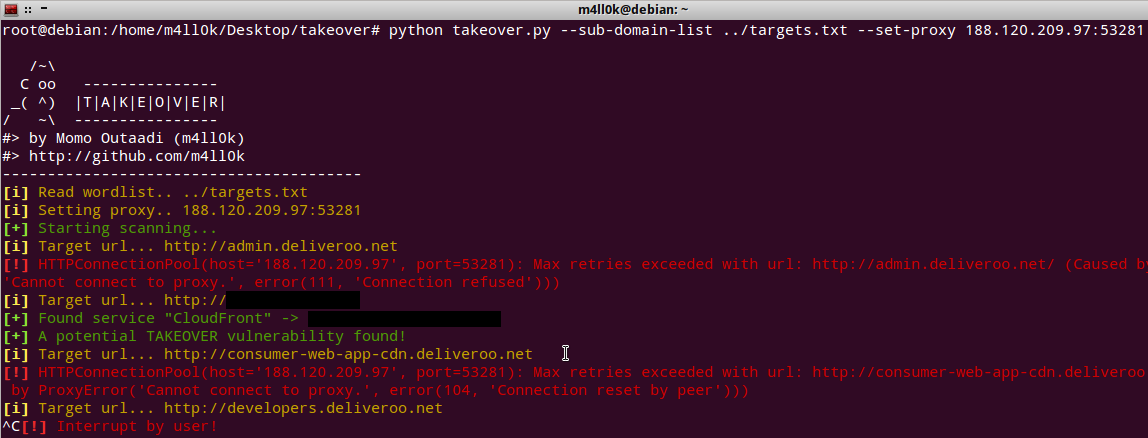 m4ll0k@debian: ~
root@debian:/home/m4ll0k/Desktop/takeover# python takeover.py --sub-domain-list ../targets.txt --set-proxy 188.120.209.97:53281
   /~\
  C oo   ---------------
 _( ^)  |T|A|K|E|O|V|E|R|
/   ~\  ----------------
#> by Momo Outaadi (m4ll0k)
#> http://github.com/m4ll0k
----------------------------------------
[i] Read wordlist.. ../targets.txt
[i] Setting proxy.. 188.120.209.97:53281
[+] Starting scanning...
[i] Target url... http://admin.deliveroo.net
[!] HTTPConnectionPool(host='188.120.209.97', port=53281): Max retries exceeded with url: http://admin.deliveroo.net/ (Caused by
'Cannot connect to proxy.', error(111, 'Connection refused')))
[i] Target url... http://
[+] Found service "CloudFront" ->
[+] A potential TAKEOVER vulnerability found!
[i] Target url... http://consumer-web-app-cdn.deliveroo.net
[!] HTTPConnectionPool(host='188.120.209.97', port=53281): Max retries exceeded with url: http://consumer-web-app-cdn.deliveroo
 by ProxyError('Cannot connect to proxy.', error(104, 'Connection reset by peer')))
[i] Target url... http://developers.deliveroo.net
^C[!] Interrupt by user!